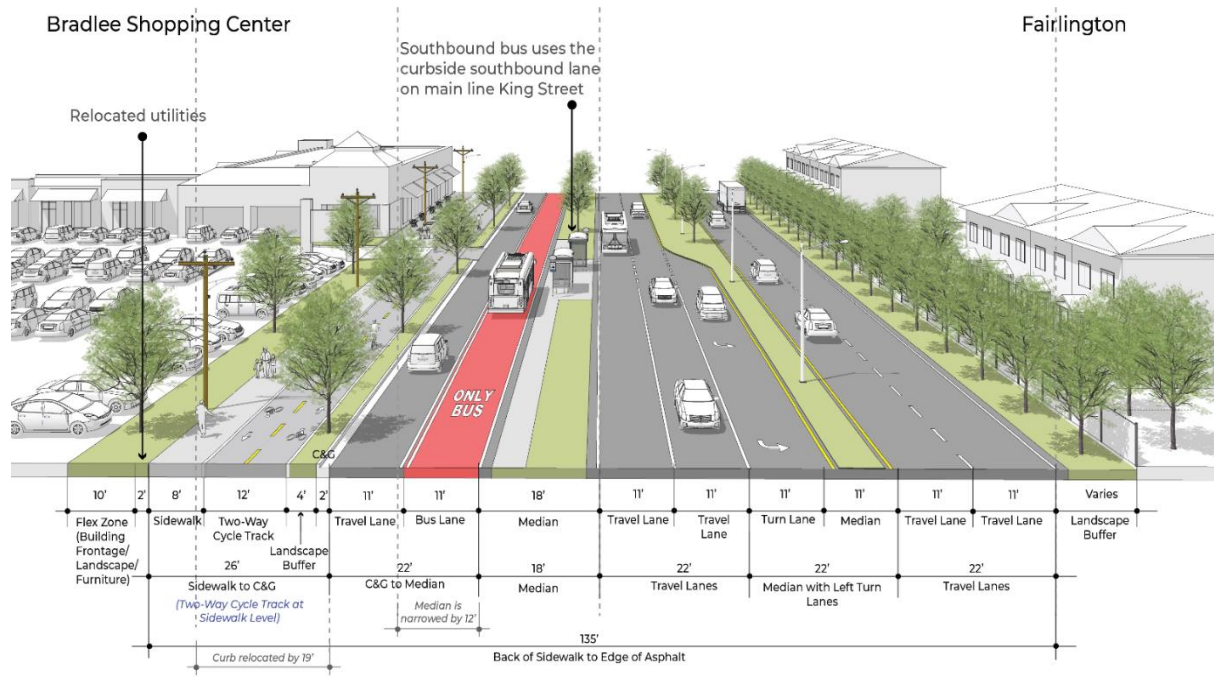 Bradlee Shopping Center
Fairlington
Southbound bus uses the
curbside southbound lane
on main line King Street
Relocated utilities
ONLY
BUS
C&G
10'
2'
8'
12'
4'
2'
11'
11'
18'
11'
11'
11'
11'
11'
11'
Varies
Flex Zone
(Building
Frontage/
Landscape/
Furniture)
Sidewalk
Two-Way
Cycle Track
Landscape
Buffer
Travel Lane
Bus Lane
Median
Travel Lane
Travel
Lane
Turn Lane
Median
Travel Lane
Travel Lane
Landscape
Buffer
26'
22'
18'
22'
22'
22'
Sidewalk to C&G
(Two-Way Cycle Track at
Sidewalk Level)
C&G to Median
Median
Travel Lanes
Median with Left Turn
Lanes
Travel Lanes
Median is
narrowed by 12'
135'
Back of Sidewalk to Edge of Asphalt
Curb relocated by 19'